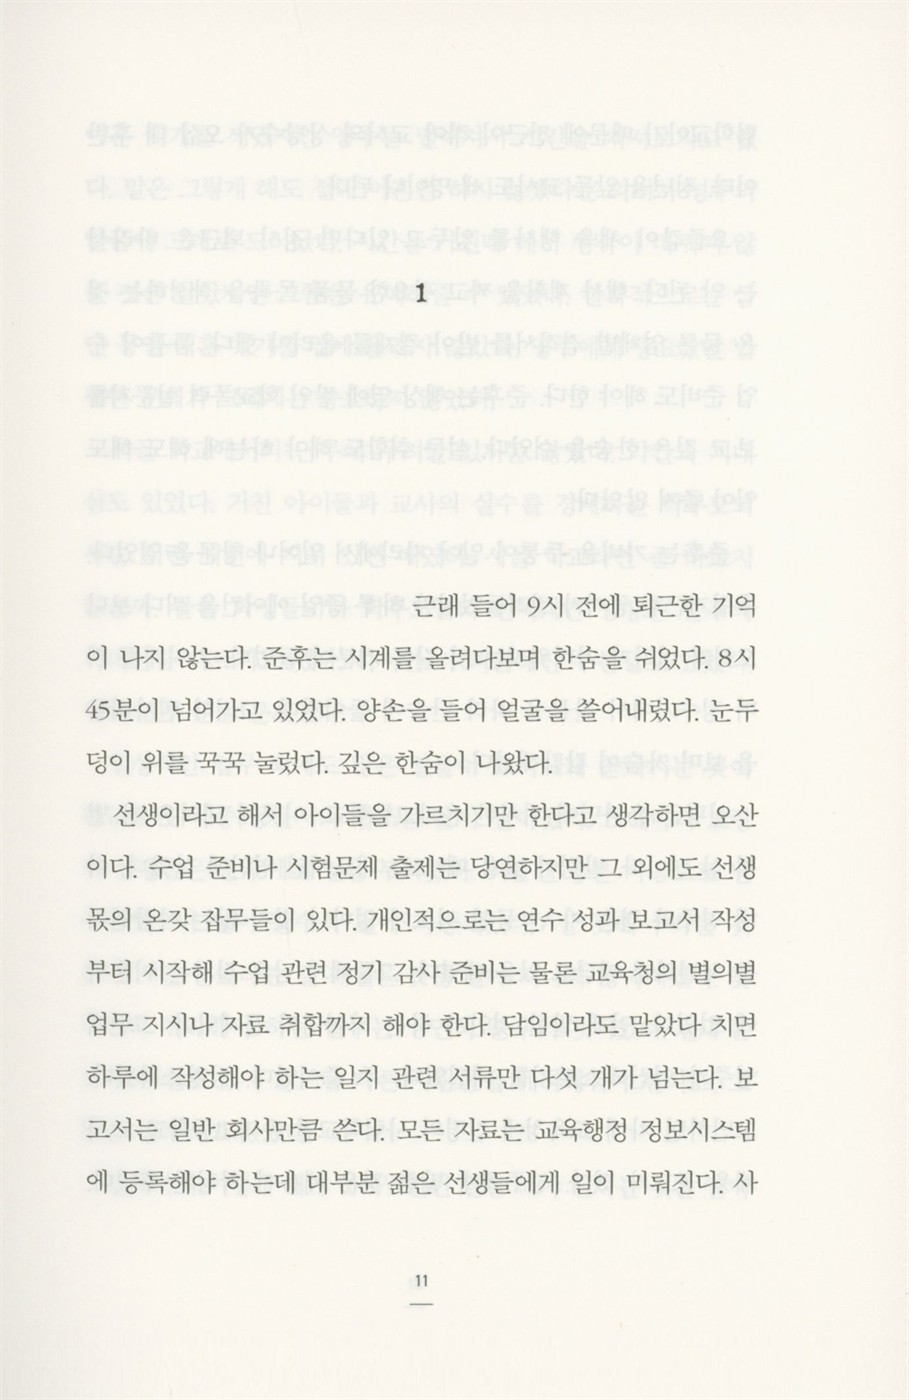 1
근래 들어 9시 전에 퇴근한 기억
이 나지 않는다. 준후는 시계를 올려다보며 한숨을 쉬었다. 8시
45분이 넘어가고 있었다. 양손을 들어 얼굴을 쓸어내렸다. 눈두
덩이 위를 꾹꾹 눌렀다. 깊은 한숨이 나왔다.
선생이라고 해서 아이들을 가르치기만 한다고 생각하면 오산
이다. 수업 준비나 시험문제 출제는 당연하지만 그 외에도 선생
몫의 온갖 잡무들이 있다. 개인적으로는 연수 성과 보고서 작성
부터 시작해 수업 관련 정기 감사 준비는 물론 교육청의 별의별
업무 지시나 자료 취합까지 해야 한다. 담임이라도 맡았다 치면
하루에 작성해야 하는 일지 관련 서류만 다섯 개가 넘는다. 보
고서는 일반 회사만큼 쓴다. 모든 자료는 교육행정 정보시스템
에 등록해야 하는데 대부분 젊은 선생들에게 일이 미뤄진다. 사
11